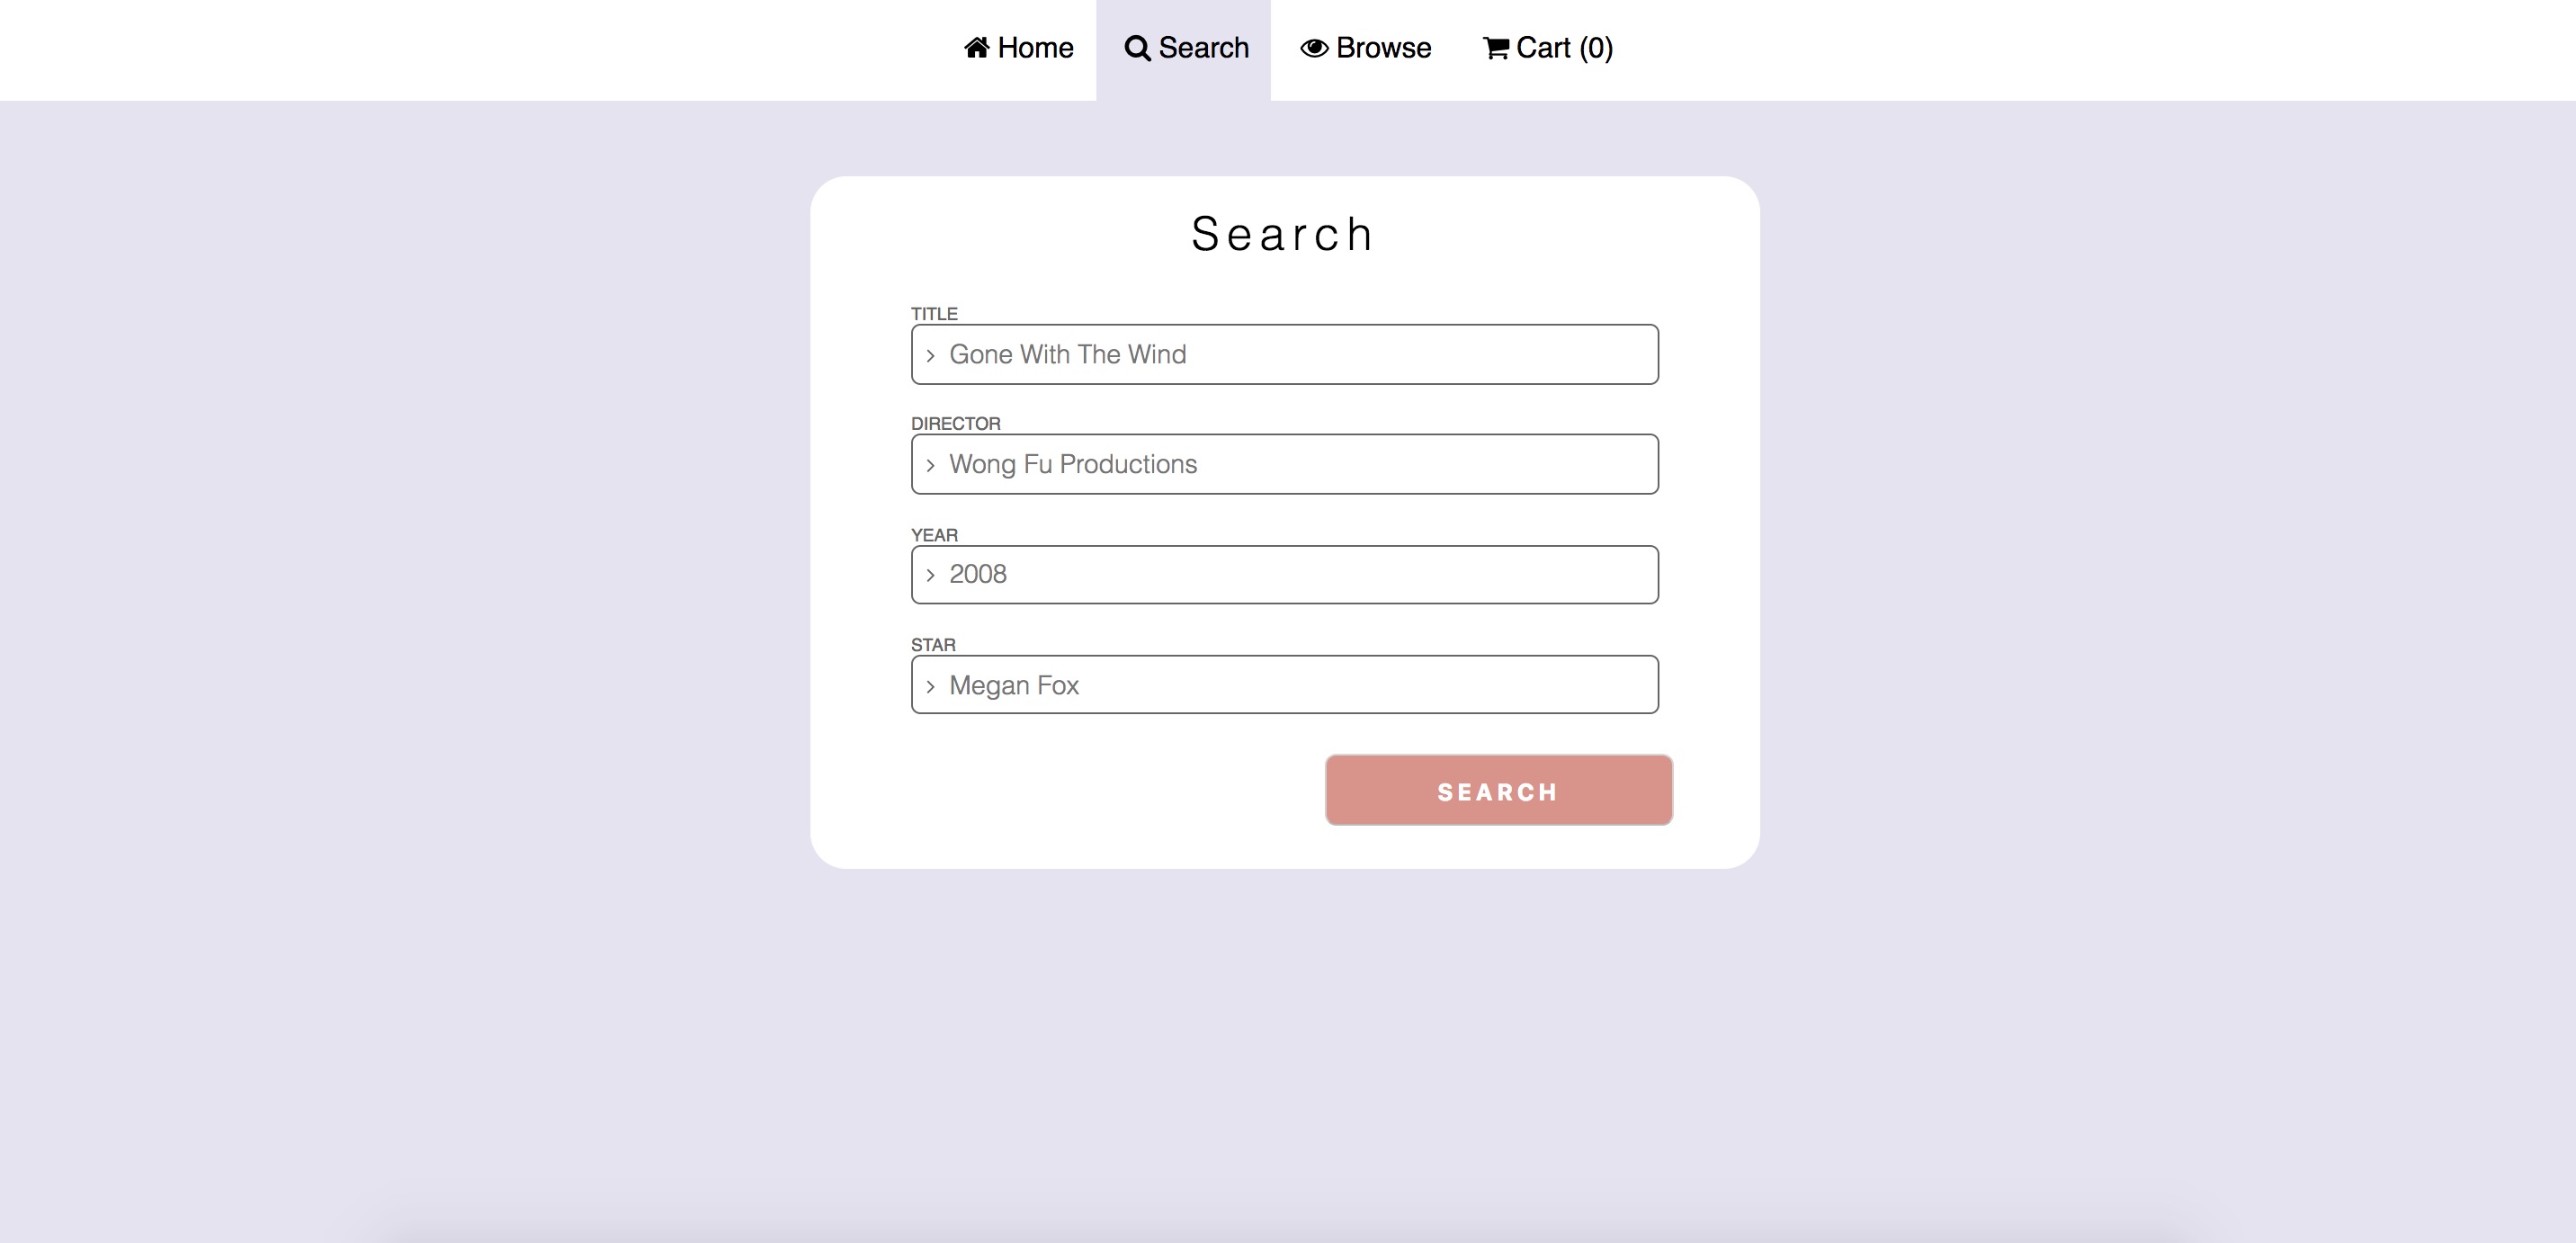 Home Search Browse Cart (0)
Search
TITLE
> Gone With The Wind
DIRECTOR
> Wong Fu Productions
YEAR
> 2008
STAR
> Megan Fox
SEARCH